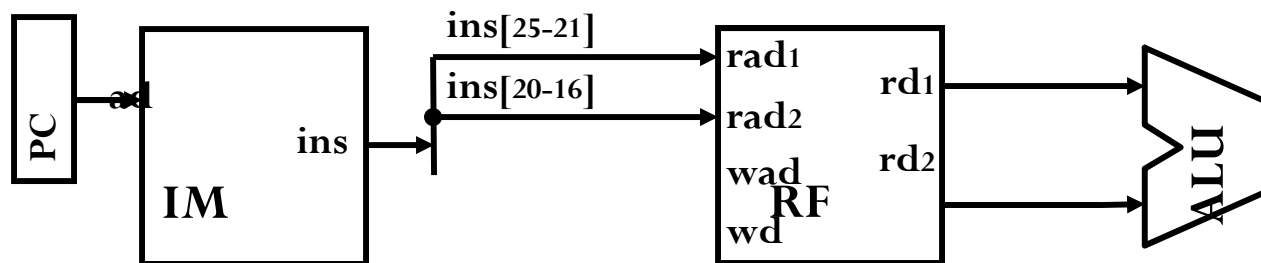 PC
ad
ins
IM
ins[25-21]
ins[20-16]
rad1
rad2
wad
wd
RF
rd1
rd2
ALU